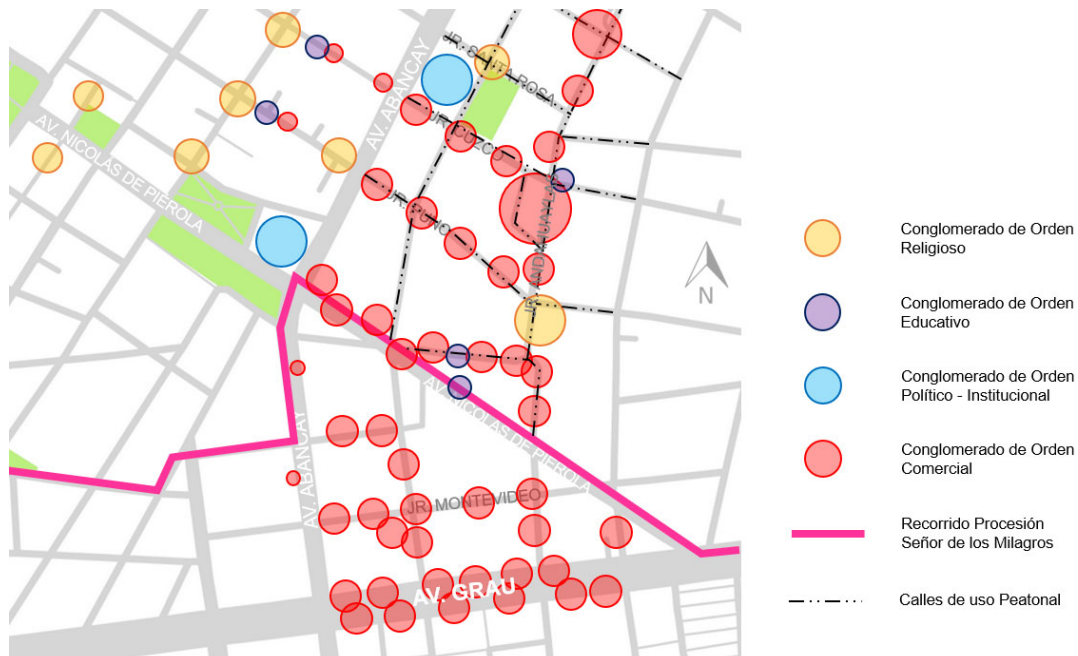 JR. SANTA ROSA
AV. ABANCAY
JR. CUZCO
AV. NICOLAS DE PIEROLA
JR. PUNO
JR. ANDAHUAYLAS
N
AV. NICOLAS DE PIEROLA
AV. ABANCAY
JR. MONTEVIDEO
AV. GRAU
Conglomerado de Orden
Religioso
Conglomerado de Orden
Educativo
Conglomerado de Orden
Político - Institucional
Conglomerado de Orden
Comercial
Recorrido Procesión
Señor de los Milagros
Calles de uso Peatonal